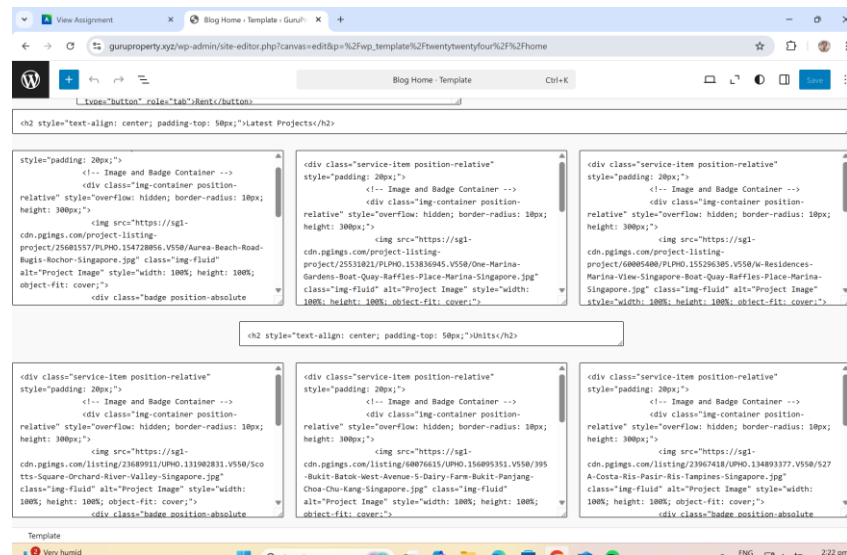 View Assignment
Blog Home ‹ Template ‹ GuruPr
guruproperty.xyz/wp-admin/site-editor.php?canvas=edit&p=%2Fwp_template%2Ftwentytwentyfour%2F%2Fhome
Blog Home · Template Ctrl+K
Save
type="button" role="tab">Rent</button>
<h2 style="text-align: center; padding-top: 50px;">Latest Projects</h2>
style="padding: 20px;">
<!-- Image and Badge Container -->
<div class="img-container position-
relative" style="overflow: hidden; border-radius: 10px;
height: 300px;">
<img src="https://sg1-
cdn.pgimgs.com/project-listing-
project/25601557/PLPHO.154728056.V550/Aurea-Beach-Road-
Bugis-Rochor-Singapore.jpg" class="img-fluid"
alt="Project Image" style="width: 100%; height: 100%;
object-fit: cover;">
<div class="badge position-absolute
<div class="service-item position-relative"
style="padding: 20px;">
<!-- Image and Badge Container -->
<div class="img-container position-
relative" style="overflow: hidden; border-radius: 10px;
height: 300px;">
<img src="https://sg1-
cdn.pgimgs.com/project-listing-
project/25531021/PLPHO.153836945.V550/One-Marina-
Gardens-Boat-Quay-Raffles-Place-Marina-Singapore.jpg"
class="img-fluid" alt="Project Image" style="width:
100%; height: 100%; object-fit: cover;">
<div class="service-item position-relative"
style="padding: 20px;">
<!-- Image and Badge Container -->
<div class="img-container position-
relative" style="overflow: hidden; border-radius: 10px;
height: 300px;">
<img src="https://sg1-
cdn.pgimgs.com/project-listing-
project/60005400/PLPHO.155296305.V550/W-Residences-
Marina-View-Singapore-Boat-Quay-Raffles-Place-Marina-
Singapore.jpg" class="img-fluid" alt="Project Image"
style="width: 100%; height: 100%; object-fit: cover;">
<h2 style="text-align: center; padding-top: 50px;">Units</h2>
<div class="service-item position-relative"
style="padding: 20px;">
<!-- Image and Badge Container -->
<div class="img-container position-
relative" style="overflow: hidden; border-radius: 10px;
height: 300px;">
<img src="https://sg1-
cdn.pgimgs.com/listing/23689911/UPHO.131902831.V550/Sco
tts-Square-Orchard-River-Valley-Singapore.jpg"
class="img-fluid" alt="Project Image" style="width:
100%; height: 100%; object-fit: cover;">
<div class="badge position-absolute
<div class="service-item position-relative"
style="padding: 20px;">
<!-- Image and Badge Container -->
<div class="img-container position-
relative" style="overflow: hidden; border-radius: 10px;
height: 300px;">
<img src="https://sg1-
cdn.pgimgs.com/listing/60076615/UPHO.156095351.V550/395
-Bukit-Batok-West-Avenue-5-Dairy-Farm-Bukit-Panjang-
Choa-Chu-Kang-Singapore.jpg" class="img-fluid"
alt="Project Image" style="width: 100%; height: 100%;
object-fit: cover;">
<div class="service-item position-relative"
style="padding: 20px;">
<!-- Image and Badge Container -->
<div class="img-container position-
relative" style="overflow: hidden; border-radius: 10px;
height: 300px;">
<img src="https://sg1-
cdn.pgimgs.com/listing/23967418/UPHO.134893377.V550/527
A-Costa-Ris-Pasir-Ris-Tampines-Singapore.jpg"
class="img-fluid" alt="Project Image" style="width:
100%; height: 100%; object-fit: cover;">
<div class="badge position-absolute
Template
2
Very humid
ENG
2:22 pm